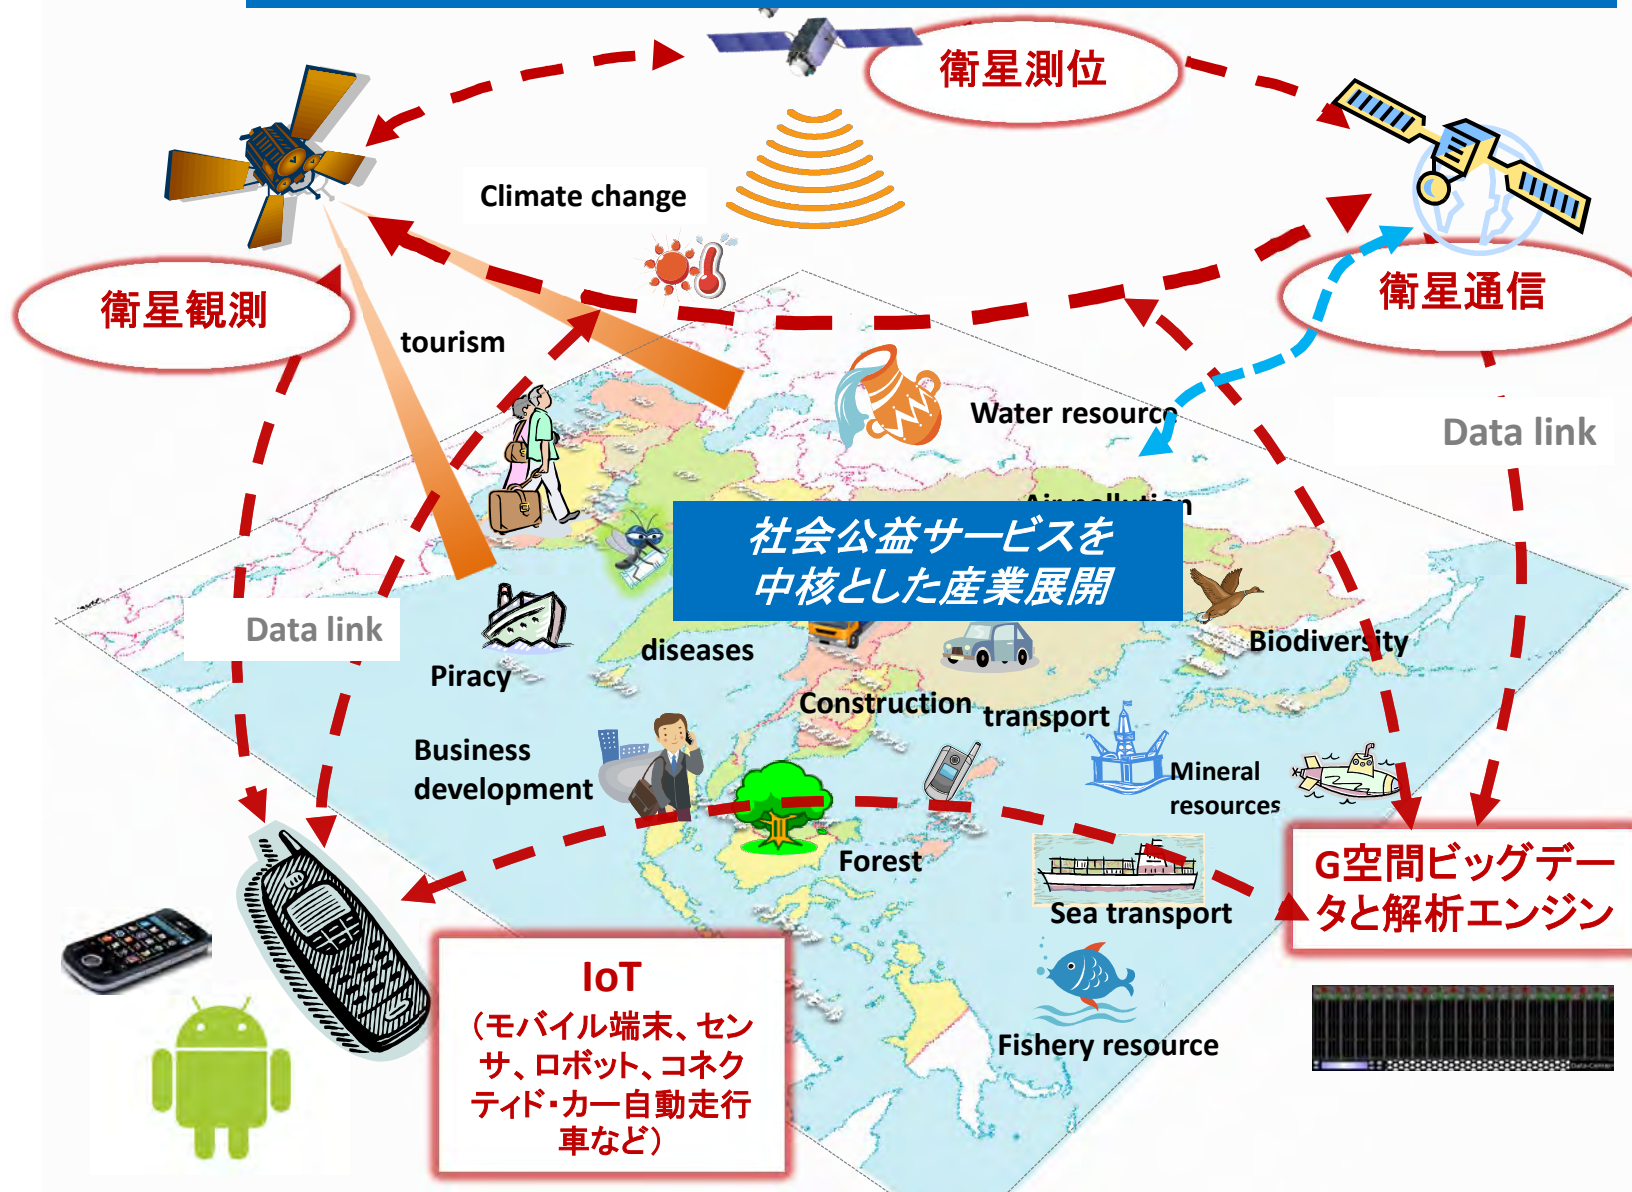 衛星測位
Climate change
衛星観測
衛星通信
tourism
Water resource
Data link
Air pollution
社会公益サービスを
中核とした産業展開
Data link
diseases
Biodiversity
Piracy
Construction
transport
Business
development
Mineral
resources
Forest
G空間ビッグデー
タと解析エンジン
Sea transport
IoT
（モバイル端末、セン
サ、ロボット、コネク
ティド・カー自動走行
車など）
Fishery resource